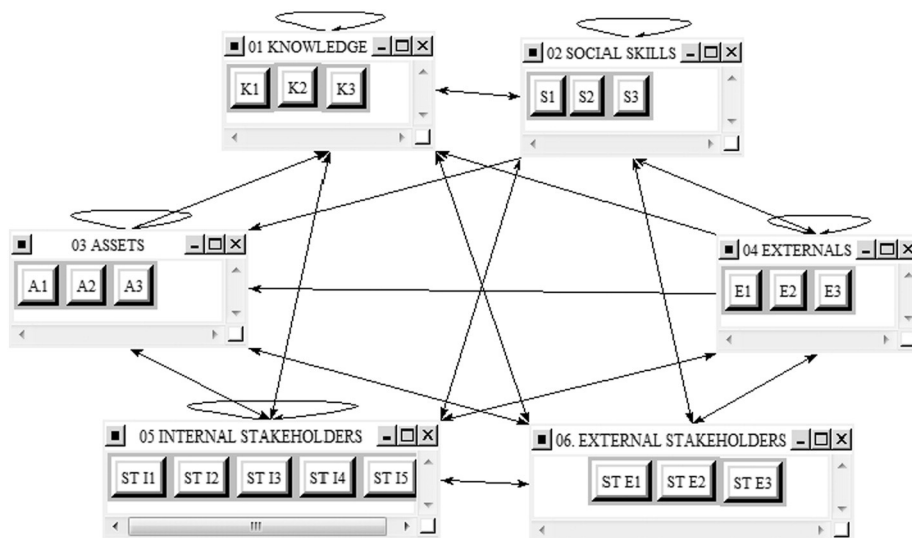 01 KNOWLEDGE
K1 K2 K3
02 SOCIAL SKILLS
S1 S2 S3
03 ASSETS
A1 A2 A3
04 EXTERNALS
E1 E2 E3
05 INTERNAL STAKEHOLDERS
ST I1 ST I2 ST I3 ST I4 ST I5
06. EXTERNAL STAKEHOLDERS
ST E1 ST E2 ST E3